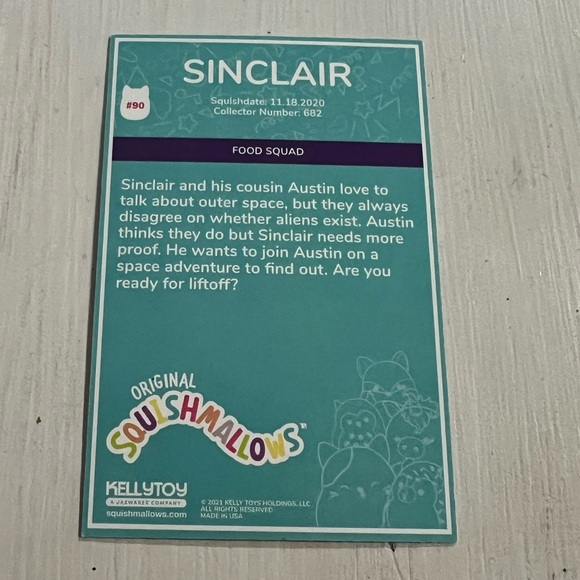 SINCLAIR
#90
Squishdate: 11.18.2020
Collector Number: 682
FOOD SQUAD
Sinclair and his cousin Austin love to
talk about outer space, but they always
disagree on whether aliens exist. Austin
thinks they do but Sinclair needs more
proof. He wants to join Austin on a
space adventure to find out. Are you
ready for liftoff?
ORIGINAL
SQUISHMALLOWS™
KELLYTOY
A JAZWARES COMPANY
squishmallows.com
© 2021 KELLY TOYS HOLDINGS, LLC
ALL RIGHTS RESERVED
MADE IN USA